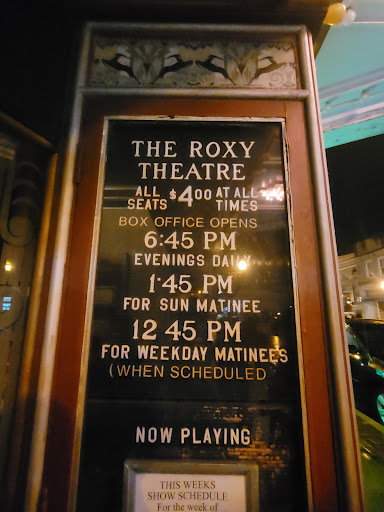 THE ROXY
THEATRE
ALL SEATS $4.00 AT ALL TIMES
BOX OFFICE OPENS
6:45 PM
EVENINGS DAILY
1:45 PM
FOR SUN MATINEE
12 45 PM
FOR WEEKDAY MATINEES
(WHEN SCHEDULED
NOW PLAYING
THIS WEEKS
SHOW SCHEDULE
For the week of